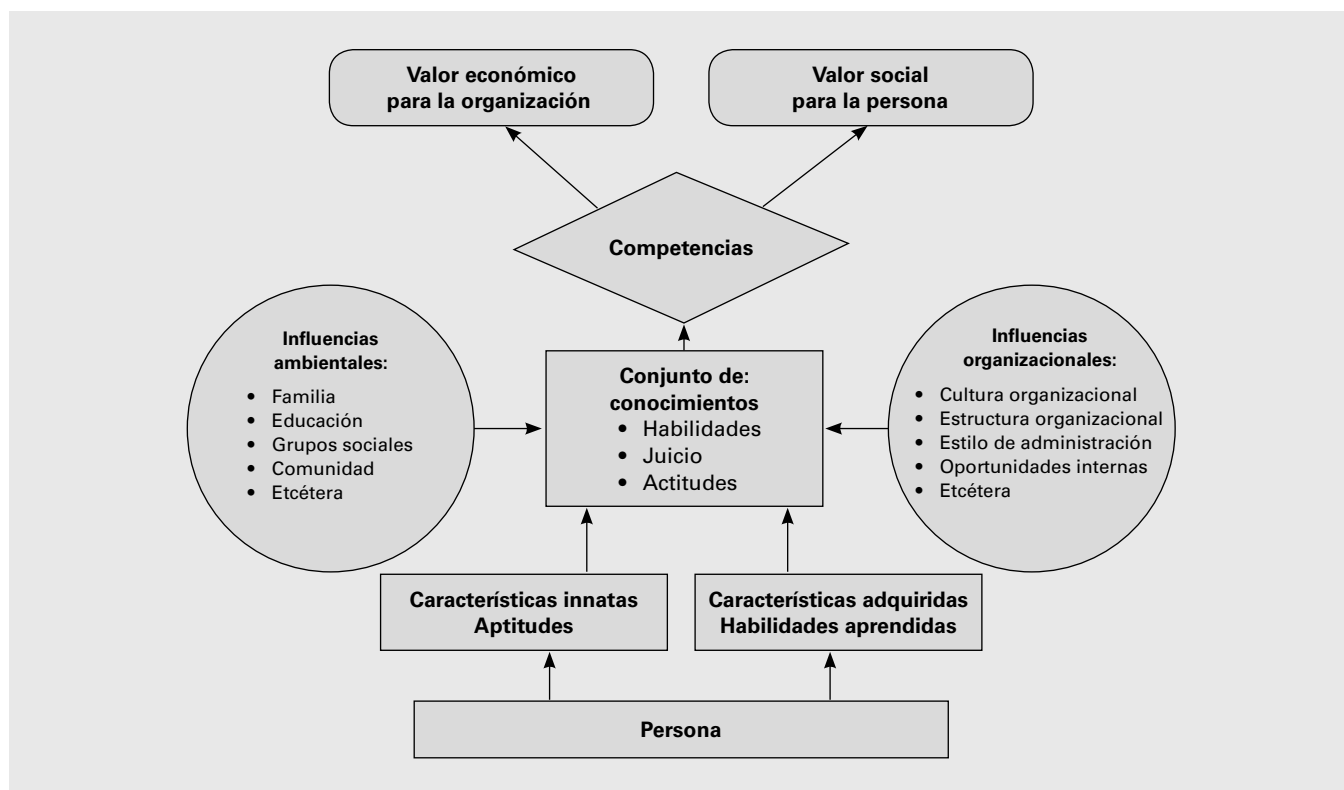 Valor económico
para la organización
Valor social
para la persona
Competencias
Influencias
ambientales:
• Familia
• Educación
• Grupos sociales
• Comunidad
• Etcétera
Conjunto de:
conocimientos
• Habilidades
• Juicio
• Actitudes
Influencias
organizacionales:
• Cultura organizacional
• Estructura organizacional
• Estilo de administración
• Oportunidades internas
• Etcétera
Características innatas
Aptitudes
Características adquiridas
Habilidades aprendidas
Persona